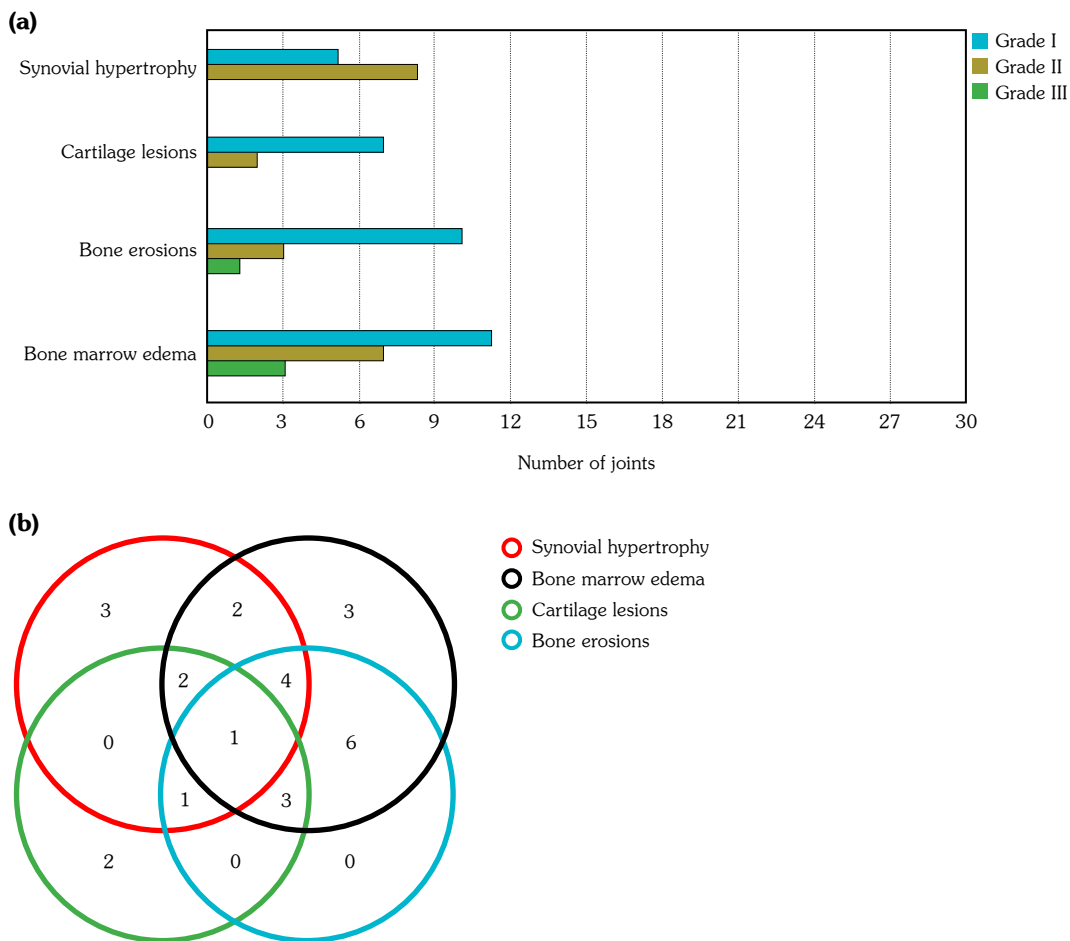 (a)
Grade I
Grade II
Grade III
Synovial hypertrophy
Cartilage lesions
Bone erosions
Bone marrow edema
0 3 6 9 12 15 18 21 24 27 30
Number of joints
(b)
Synovial hypertrophy
Bone marrow edema
Cartilage lesions
Bone erosions
3 2 3
2 4
0 1 6
1 3
2 0 0